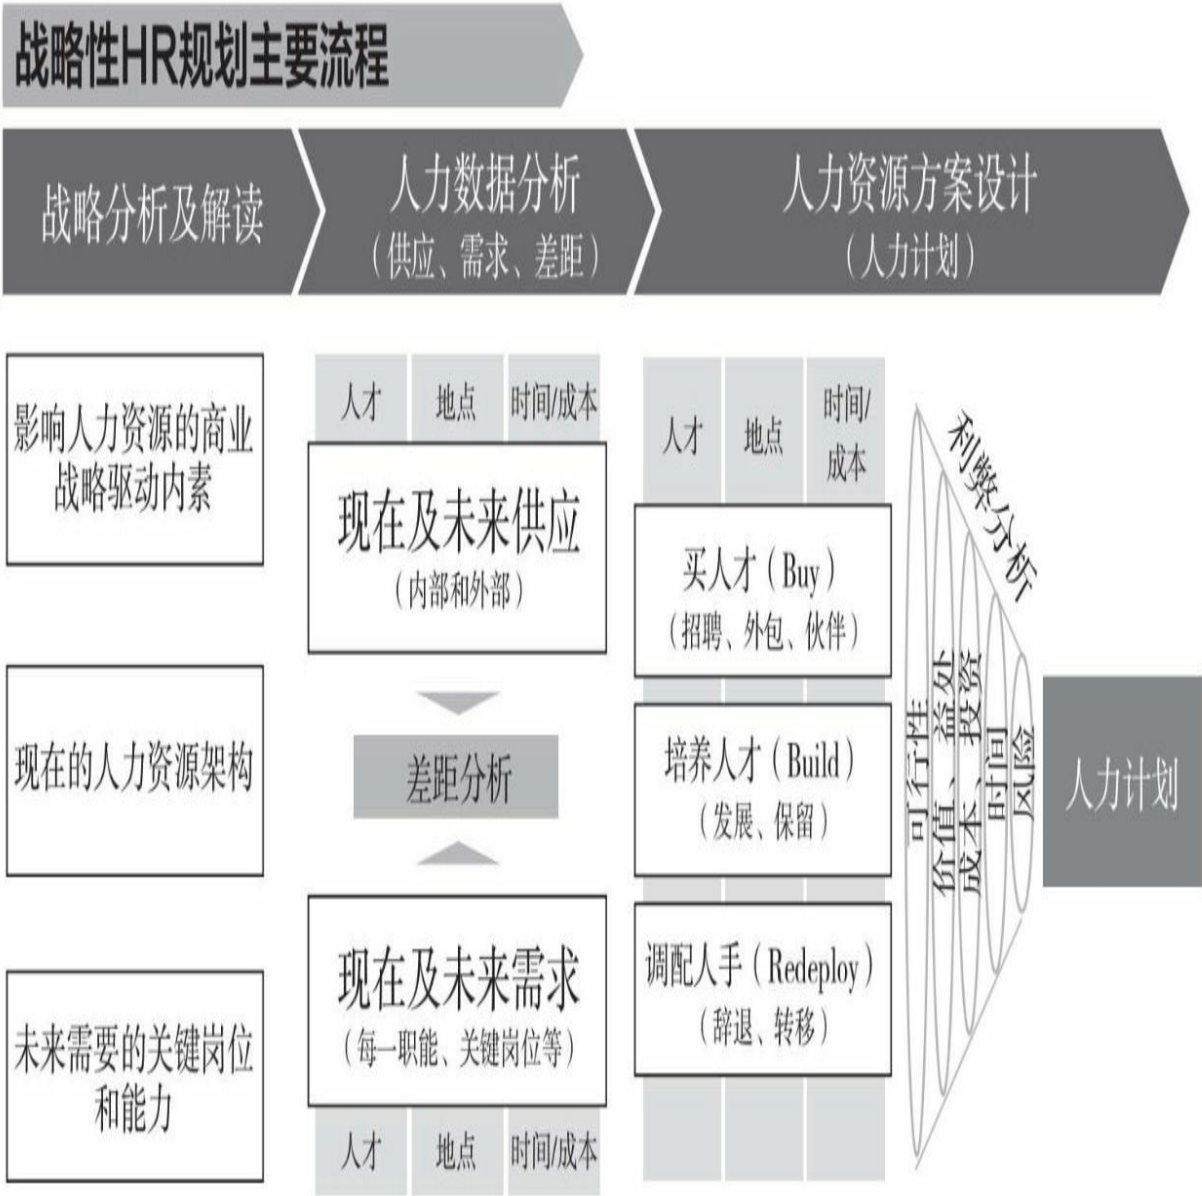 战略性HR规划主要流程
战略分析及解读
人力数据分析
（供应、需求、差距）
人力资源方案设计
（人力计划）
影响人力资源的商业
战略驱动内素
现在的人力资源架构
未来需要的关键岗位
和能力
人才 地点 时间/成本
现在及未来供应
（内部和外部）
差距分析
现在及未来需求
（每一职能、关键岗位等）
人才 地点 时间/成本
人才 地点 时间/
成本
买人才（Buy）
（招聘、外包、伙伴）
培养人才（Build）
（发展、保留）
调配人手（Redeploy）
（辞退、转移）
利弊分析
可行性
价值、益处
成本、投资
时间
风险
人力计划